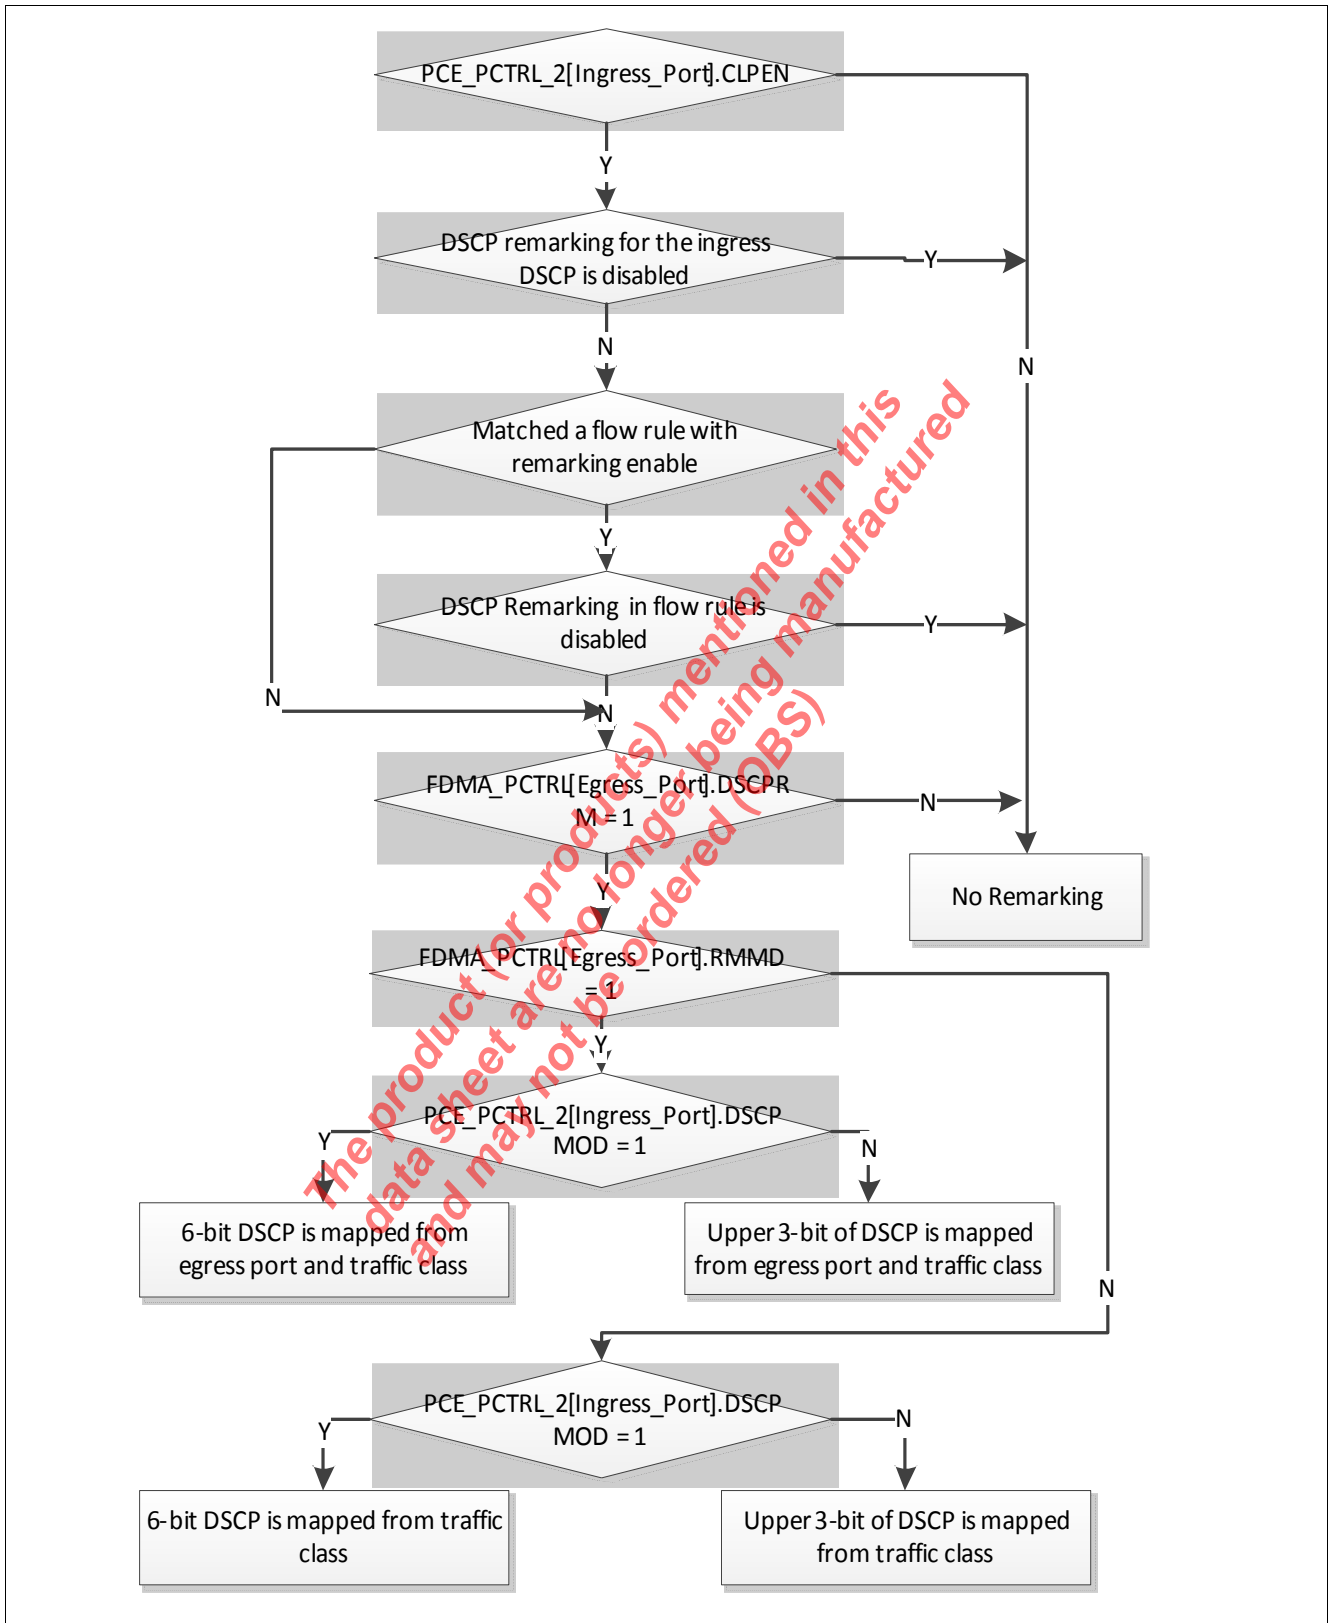 PCE_PCTRL_2[Ingress_Port].CLPEN
Y
DSCP remarking for the ingress
DSCP is disabled
Y
N
N
Matched a flow rule with
remarking enable
Y
DSCP Remarking in flow rule is
disabled
Y
N
N
FDMA_PCTRL[Egress_Port].DSCPR
M = 1
N
Y
No Remarking
FDMA_PCTRL[Egress_Port].RMMD
= 1
Y
PCE_PCTRL_2[Ingress_Port].DSCP
MOD = 1
Y
N
6-bit DSCP is mapped from
egress port and traffic class
Upper 3-bit of DSCP is mapped
from egress port and traffic class
N
PCE_PCTRL_2[Ingress_Port].DSCP
MOD = 1
Y
N
6-bit DSCP is mapped from traffic
class
Upper 3-bit of DSCP is mapped
from traffic class
The product (or products) mentioned in this
data sheet are no longer being manufactured
and may not be ordered (OBS)